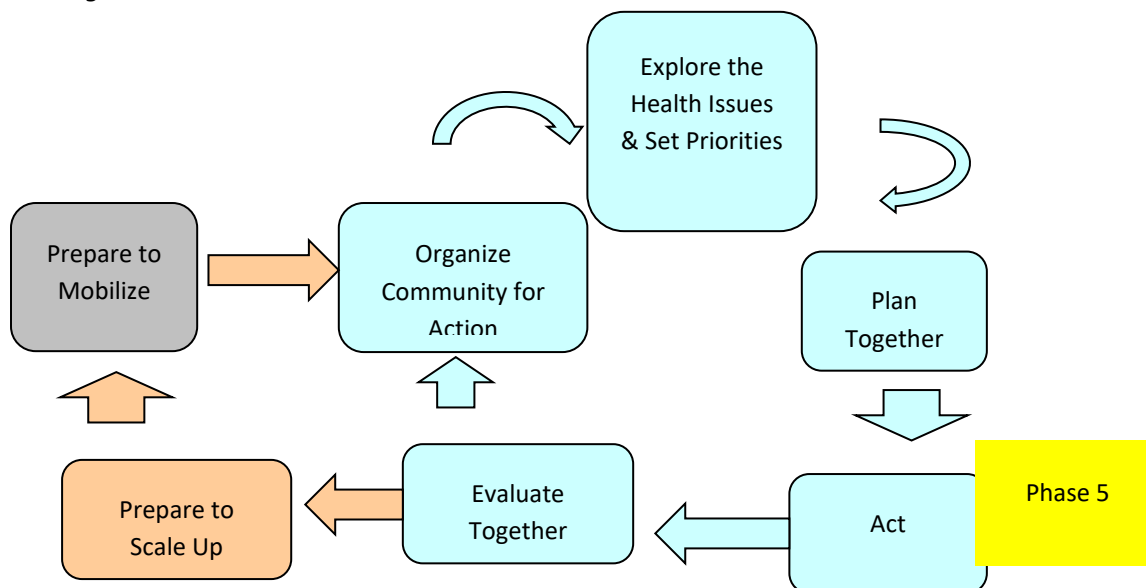 Explore the
Health Issues
& Set Priorities
Prepare to
Mobilize
Organize
Community for
Action
Plan
Together
Phase 5
Act
Evaluate
Together
Prepare to
Scale Up